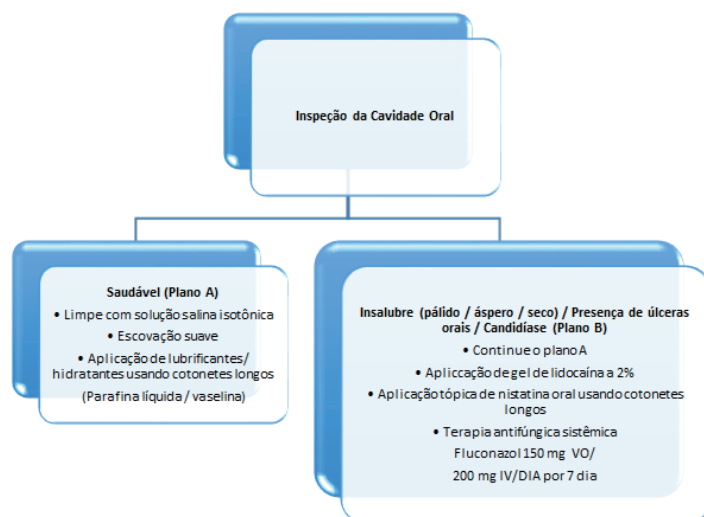 Inspeção da Cavidade Oral
Saudável (Plano A)
• Limpe com solução salina isotônica
• Escovação suave
• Aplicação de lubrificantes/
hidratantes usando cotonetes longos
(Parafina líquida / vaselina)
Insalubre (pálido / áspero / seco) / Presença de úlceras
orais / Candidíase (Plano B)
• Continue o plano A
• Apliccação de gel de lidocaína a 2%
• Aplicação tópica de nistatina oral usando cotonetes
longos
• Terapia antifúngica sistêmica
Fluconazol 150 mg VO/
200 mg IV/DIA por 7 dia